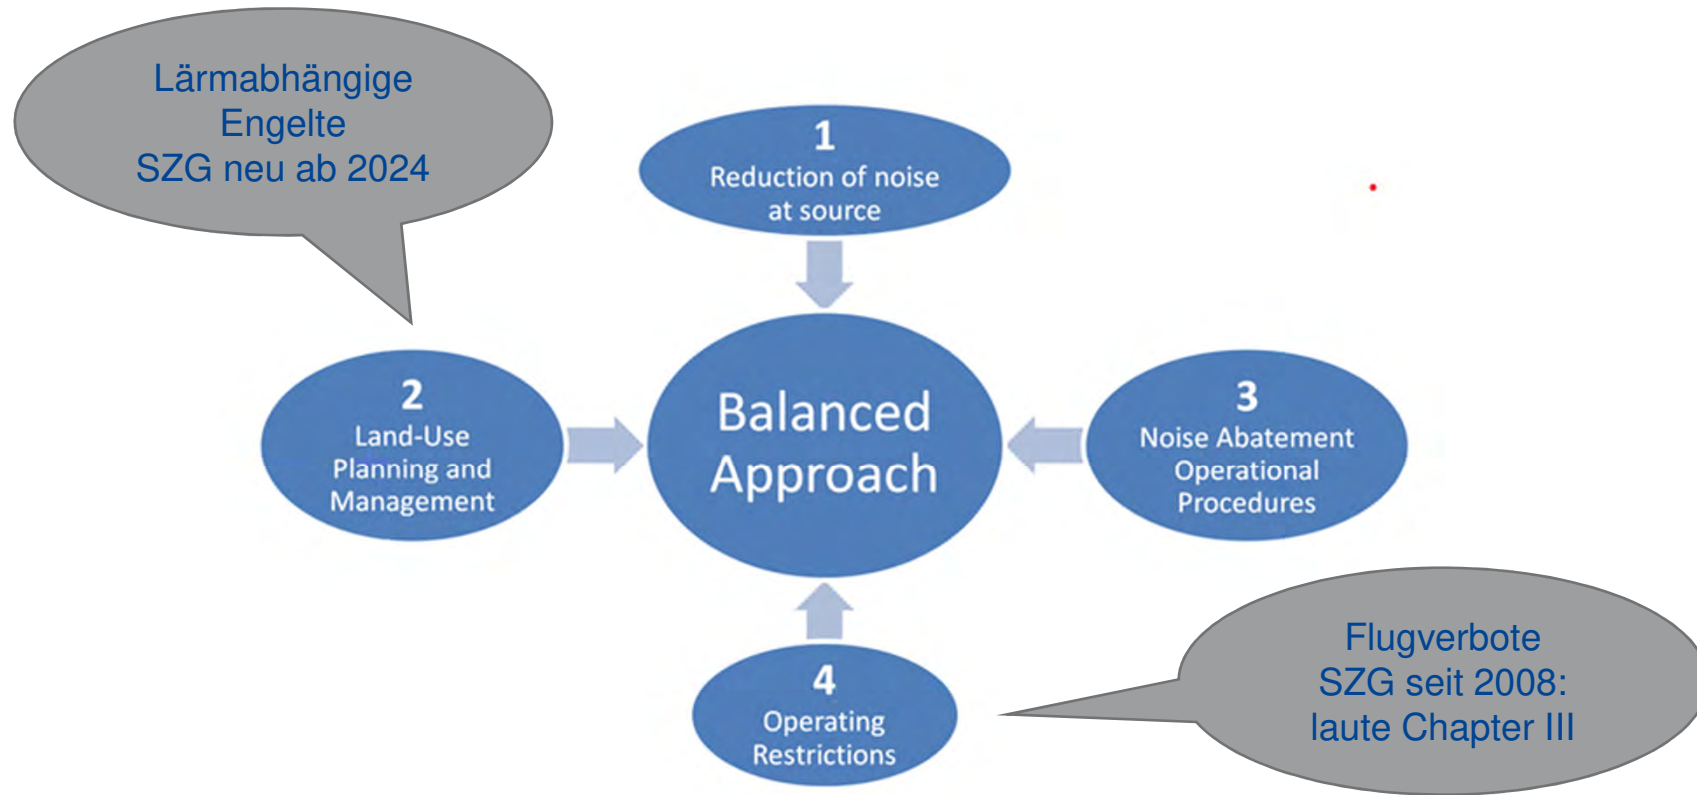 Lärmabhängige
Engelte
SZG neu ab 2024
1
Reduction of noise
at source
2
Land-Use
Planning and
Management
Balanced
Approach
3
Noise Abatement
Operational
Procedures
4
Operating
Restrictions
Flugverbote
SZG seit 2008:
laute Chapter III